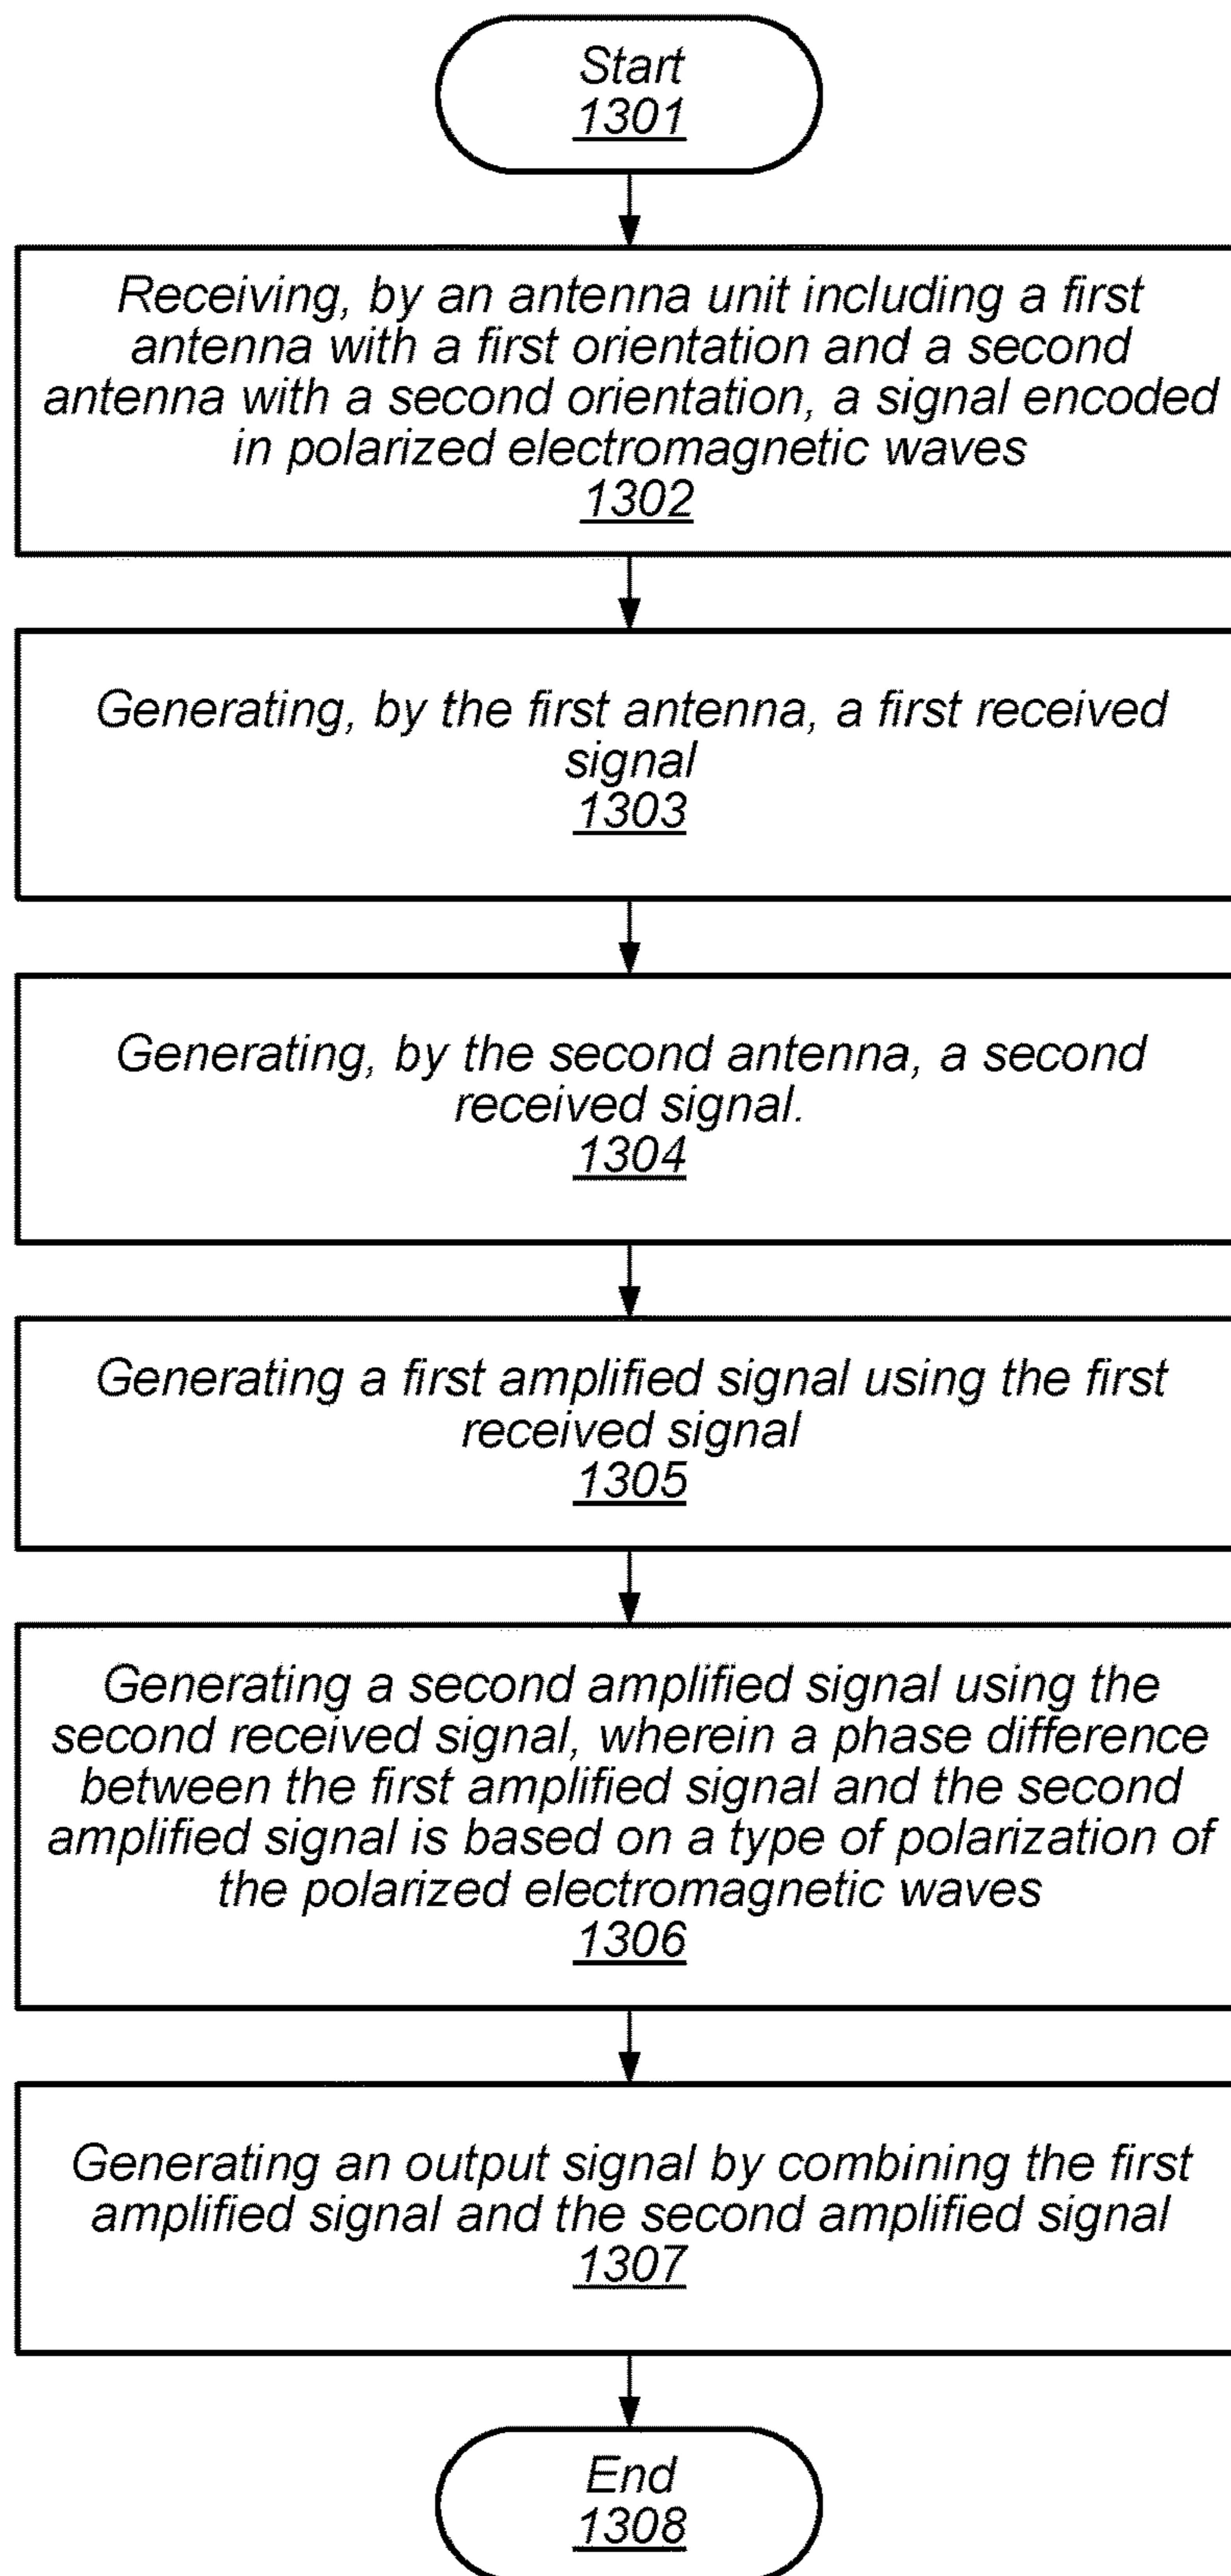 Start
1301
Receiving, by an antenna unit including a first
antenna with a first orientation and a second
antenna with a second orientation, a signal encoded
in polarized electromagnetic waves
1302
Generating, by the first antenna, a first received
signal
1303
Generating, by the second antenna, a second
received signal.
1304
Generating a first amplified signal using the first
received signal
1305
Generating a second amplified signal using the
second received signal, wherein a phase difference
between the first amplified signal and the second
amplified signal is based on a type of polarization of
the polarized electromagnetic waves
1306
Generating an output signal by combining the first
amplified signal and the second amplified signal
1307
End
1308